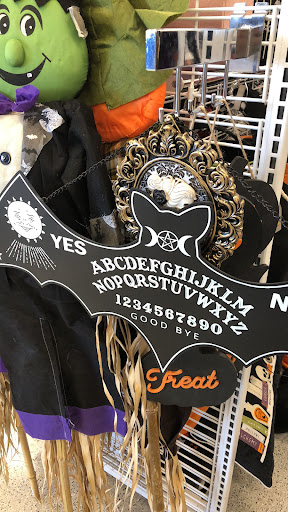 YES
N
ABCDEFGHIJKLM
NOPQRSTUVWXYZ
1234567890
GOOD BYE
Treat